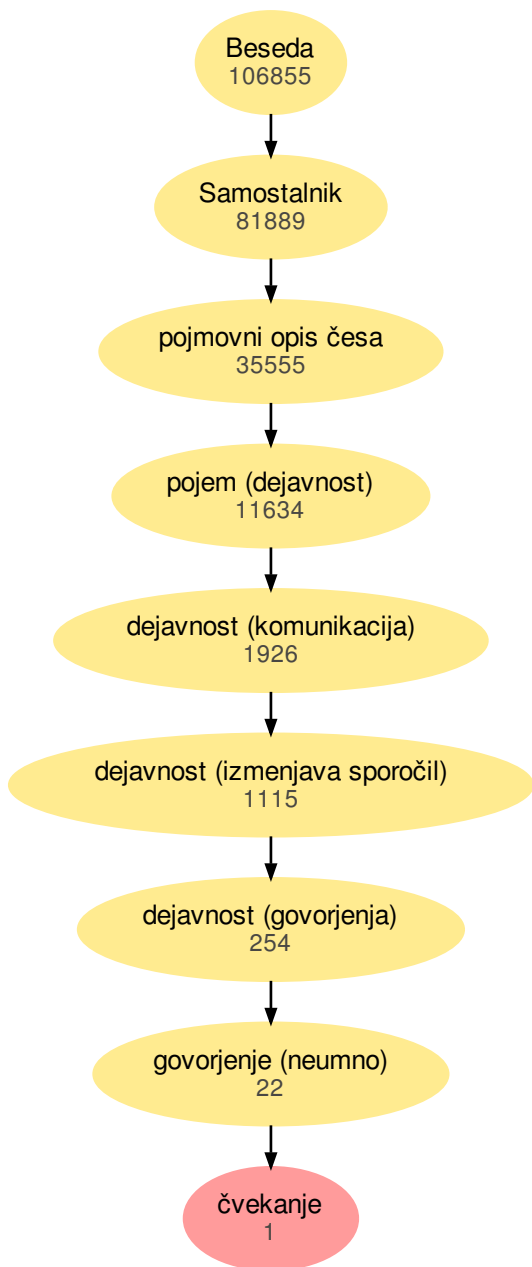 Beseda
106855
Samostalnik
81889
pojmovni opis česa
35555
pojem (dejavnost)
11634
dejavnost (komunikacija)
1926
dejavnost (izmenjava sporočil)
1115
dejavnost (govorjenja)
254
govorjenje (neumno)
22
čvekanje
1